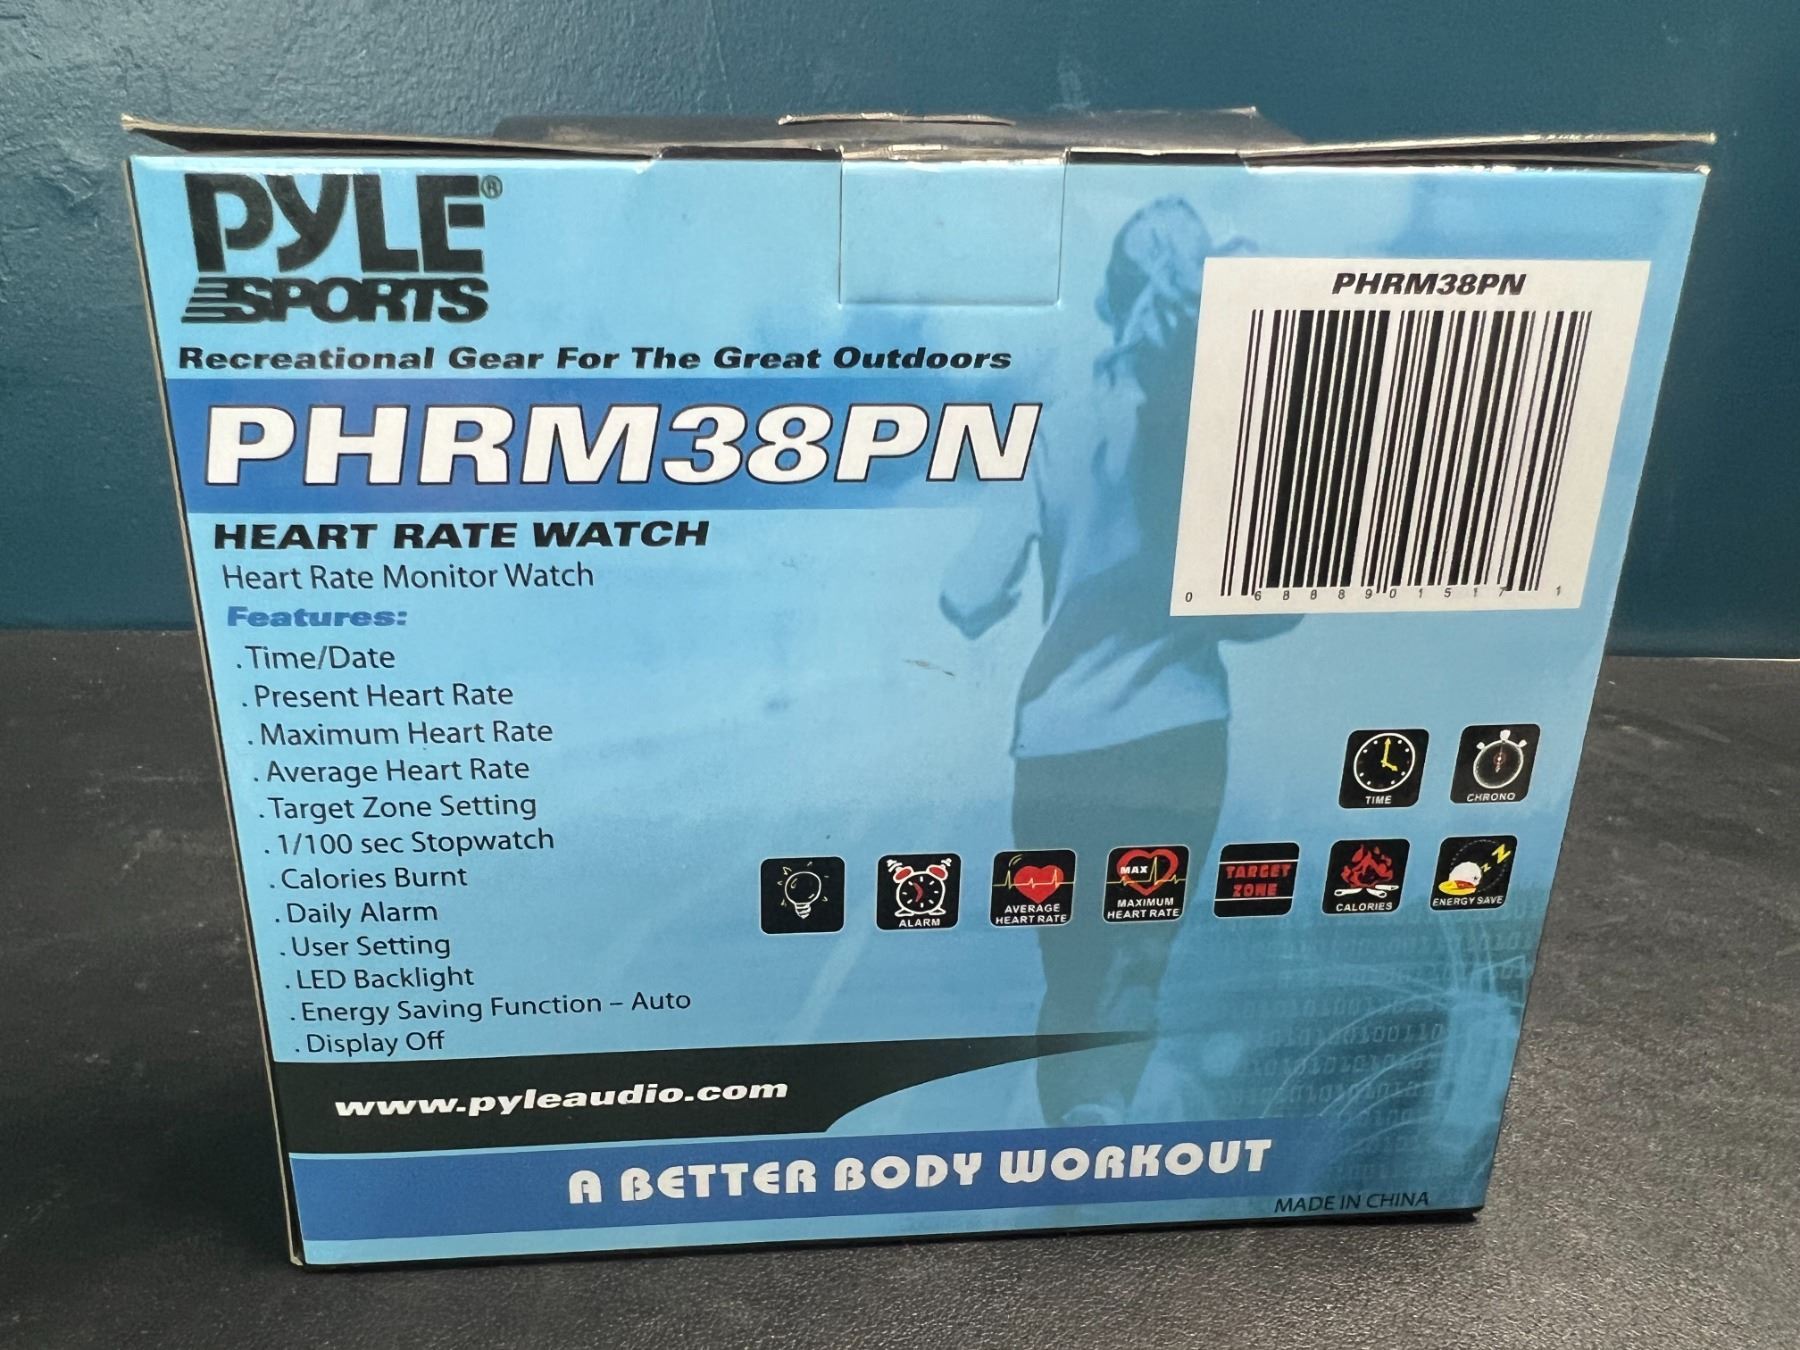 PYLE®
SPORTS
Recreational Gear For The Great Outdoors
PHRM38PN
HEART RATE WATCH
Heart Rate Monitor Watch
Features:
. Time/Date
. Present Heart Rate
. Maximum Heart Rate
. Average Heart Rate
. Target Zone Setting
. 1/100 sec Stopwatch
. Calories Burnt
. Daily Alarm
. User Setting
. LED Backlight
. Energy Saving Function – Auto
. Display Off
www.pyleaudio.com
A BETTER BODY WORKOUT
MADE IN CHINA
PHRM38PN
0 68889 01517 1
TIME
CHRONO
ALARM
AVERAGE
HEART RATE
MAX
MAXIMUM
HEART RATE
TARGET
ZONE
CALORIES
ZZZ
ENERGY SAVE